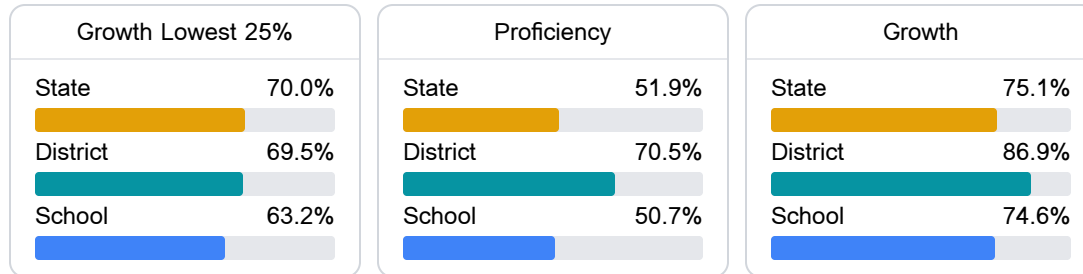 Growth Lowest 25%
State 70.0%
District 69.5%
School 63.2%
Proficiency
State 51.9%
District 70.5%
School 50.7%
Growth
State 75.1%
District 86.9%
School 74.6%